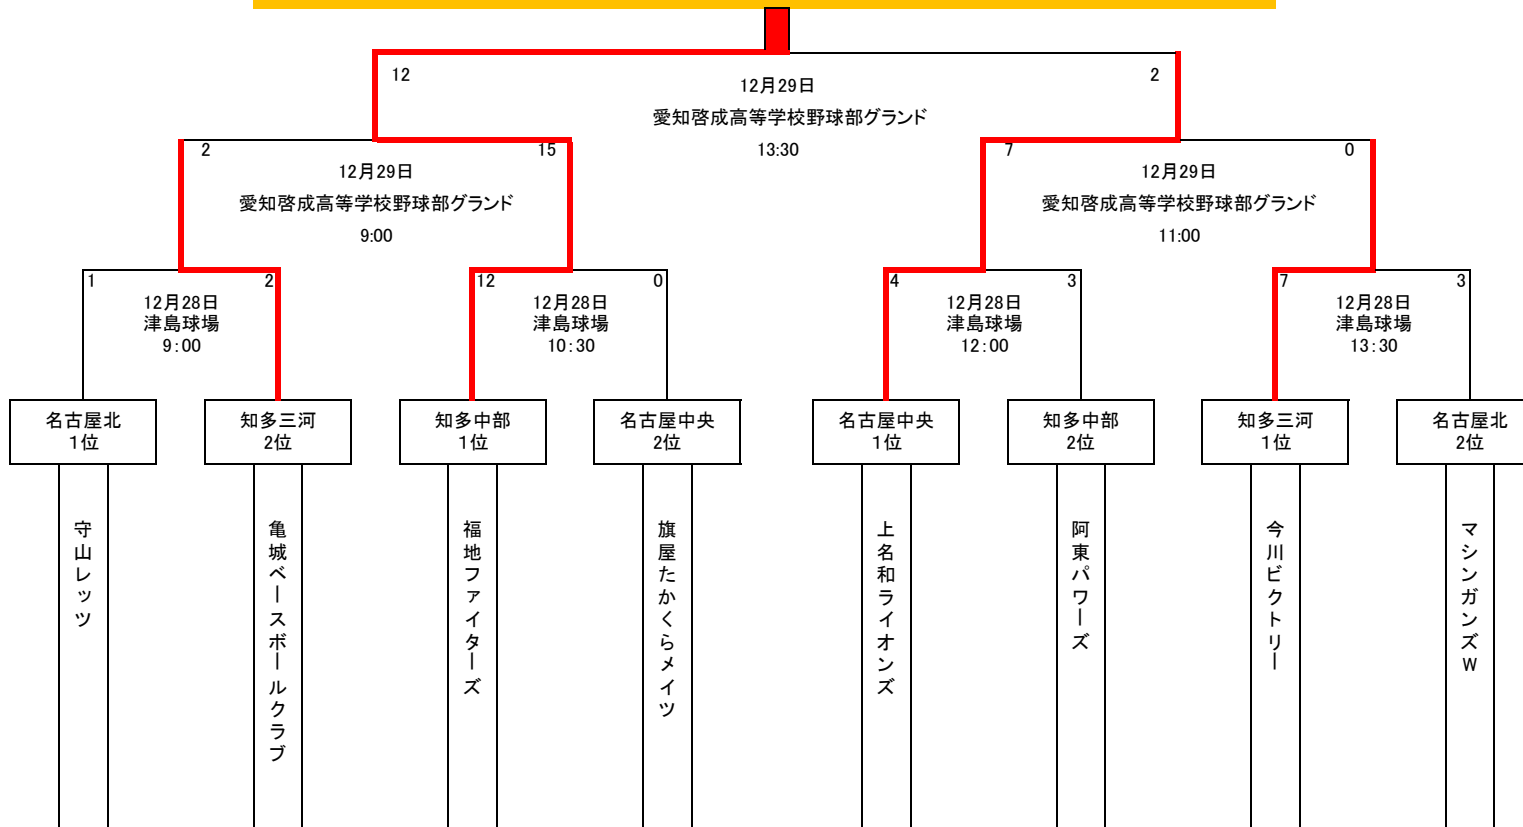 12
2
12月29日
愛知啓成高等学校野球部グランド
13:30
2
15
12月29日
愛知啓成高等学校野球部グランド
9:00
7
0
12月29日
愛知啓成高等学校野球部グランド
11:00
1
2
12月28日
津島球場
9:00
12
0
12月28日
津島球場
10:30
4
3
12月28日
津島球場
12:00
7
3
12月28日
津島球場
13:30
名古屋北
1位
知多三河
2位
知多中部
1位
名古屋中央
2位
名古屋中央
1位
知多中部
2位
知多三河
1位
名古屋北
2位
守山レッツ
亀城ベースボールクラブ
福地ファイターズ
旗屋たかくらメイツ
上名和ライオンズ
阿東パワーズ
今川ビクトリー
マシンガンズW